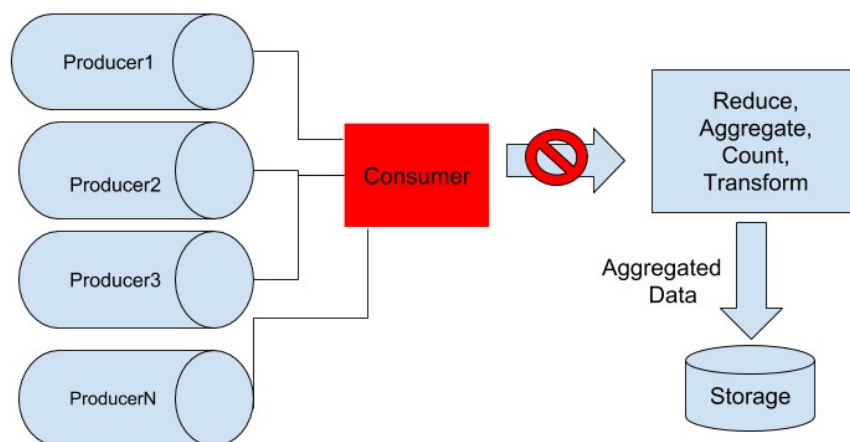 Producer1
Producer2
Producer3
ProducerN
Consumer
Reduce,
Aggregate,
Count,
Transform
Aggregated
Data
Storage